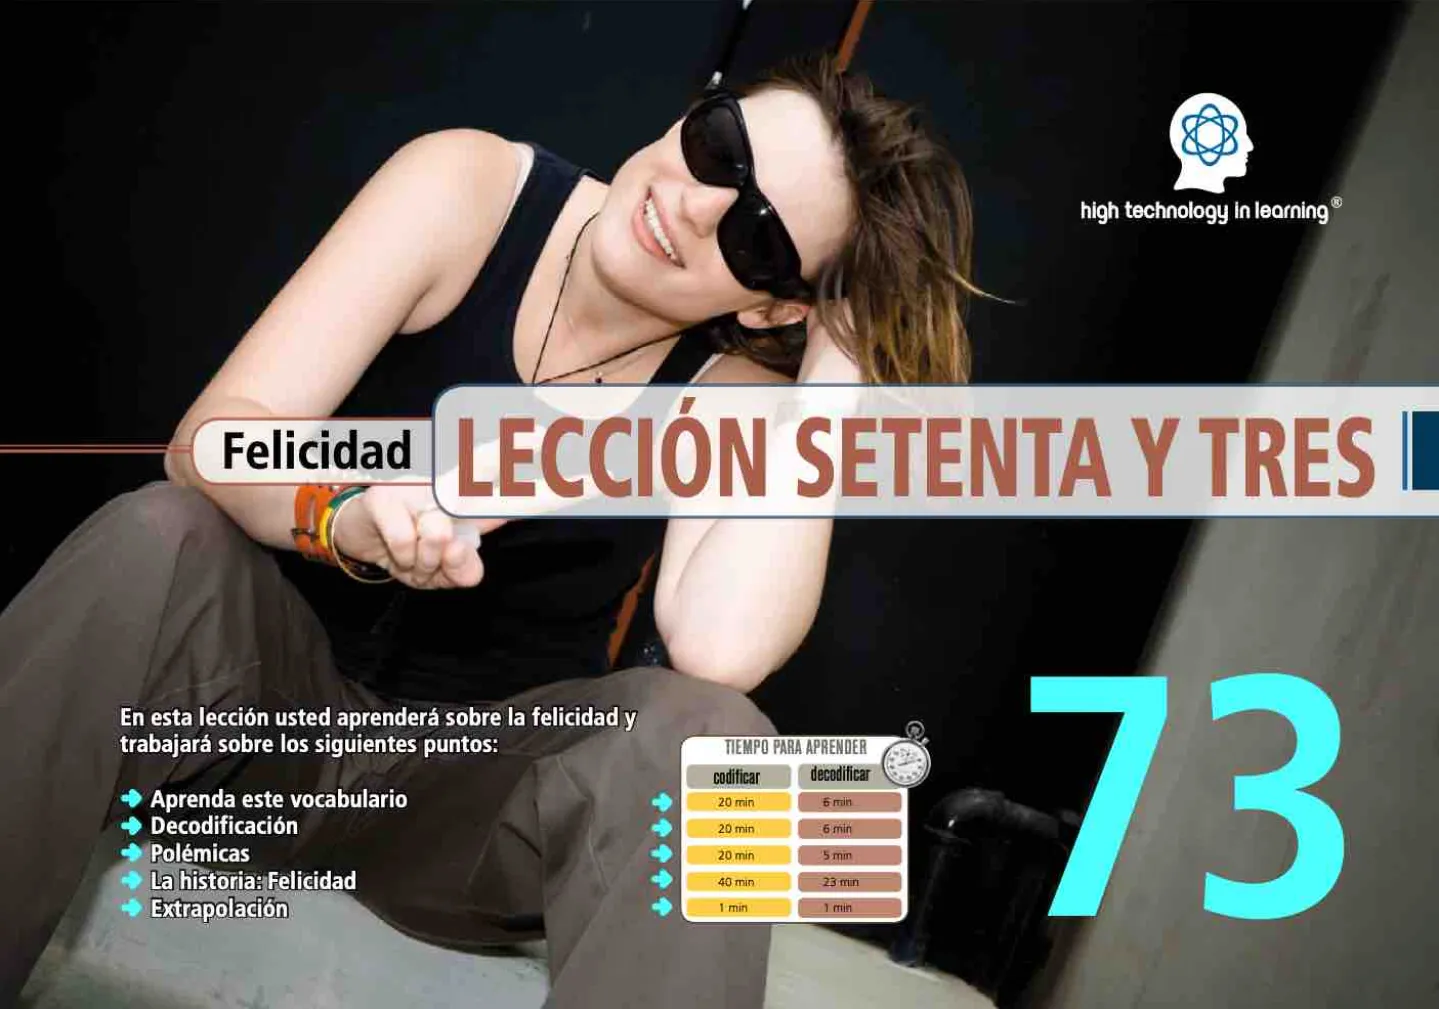 high technology in learning®
Felicidad
LECCIÓN SETENTA Y TRES
En esta lección usted aprenderá sobre la felicidad y
trabajará sobre los siguientes puntos:
Aprenda este vocabulario
Decodificación
Polémicas
La historia: Felicidad
Extrapolación
TIEMPO PARA APRENDER
codificar decodificar
20 min 6 min
20 min 6 min
20 min 5 min
40 min 23 min
1 min 1 min
73